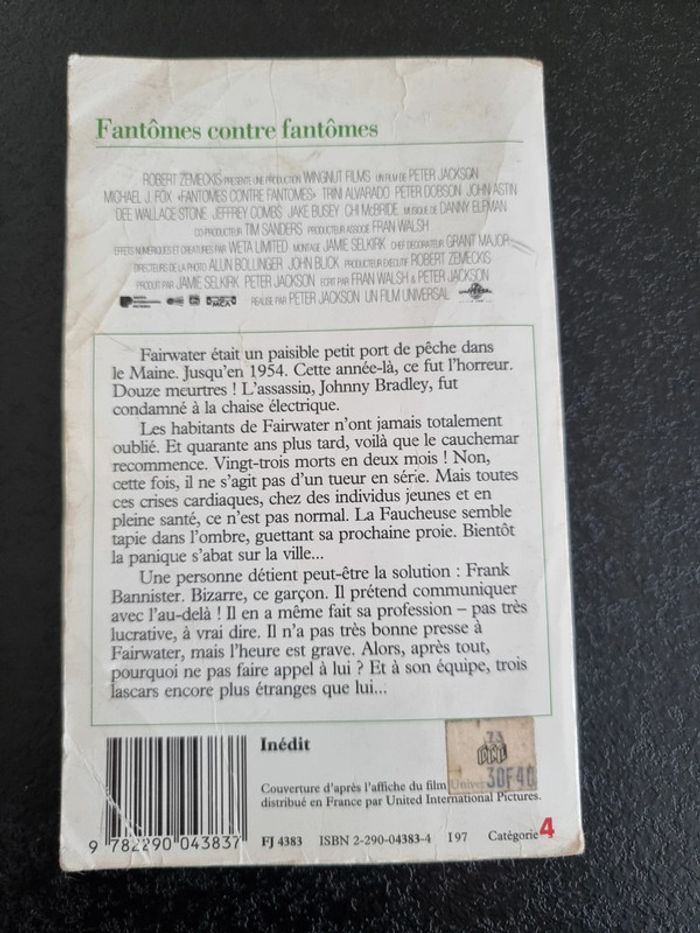 Fantômes contre fantômes
ROBERT ZEMECKIS PRÉSENTE UNE PRODUCTION WINGNUT FILMS UN FILM DE PETER JACKSON
MICHAEL J. FOX «FANTOMES CONTRE FANTOMES» TRINI ALVARADO PETER DOBSON JOHN ASTIN
DEE WALLACE STONE JEFFREY COMBS JAKE BUSEY CHI McBRIDE MUSIQUE DE DANNY ELFMAN
CO-PRODUCTEUR TIM SANDERS PRODUCTEUR ASSOCIÉ FRAN WALSH
EFFETS NUMÉRIQUES ET CRÉATURES PAR WETA LIMITED MONTAGE JAMIE SELKIRK CHEF DECORATEUR GRANT MAJOR
DIRECTEURS DE LA PHOTO ALUN BOLLINGER JOHN BLICK PRODUCTEUR EXÉCUTIF ROBERT ZEMECKIS
PRODUIT PAR JAMIE SELKIRK PETER JACKSON ECRIT PAR FRAN WALSH & PETER JACKSON
RÉALISÉ PAR PETER JACKSON UN FILM UNIVERSAL
Fairwater était un paisible petit port de pêche dans
le Maine. Jusqu'en 1954. Cette année-là, ce fut l'horreur.
Douze meurtres ! L'assassin, Johnny Bradley, fut
condamné à la chaise électrique.
Les habitants de Fairwater n'ont jamais totalement
oublié. Et quarante ans plus tard, voilà que le cauchemar
recommence. Vingt-trois morts en deux mois ! Non,
cette fois, il ne s'agit pas d'un tueur en série. Mais toutes
ces crises cardiaques, chez des individus jeunes et en
pleine santé, ce n'est pas normal. La Faucheuse semble
tapie dans l'ombre, guettant sa prochaine proie. Bientôt
la panique s'abat sur la ville...
Une personne détient peut-être la solution : Frank
Bannister. Bizarre, ce garçon. Il prétend communiquer
avec l'au-delà ! Il en a même fait sa profession – pas très
lucrative, à vrai dire. Il n'a pas très bonne presse à
Fairwater, mais l'heure est grave. Alors, après tout,
pourquoi ne pas faire appel à lui ? Et à son équipe, trois
lascars encore plus étranges que lui...
Inédit
73
30F40
Couverture d'après l'affiche du film Univer
distribué en France par United International Pictures.
9 782290 043837
FJ 4383 ISBN 2-290-04383-4 I 97 Catégorie 4